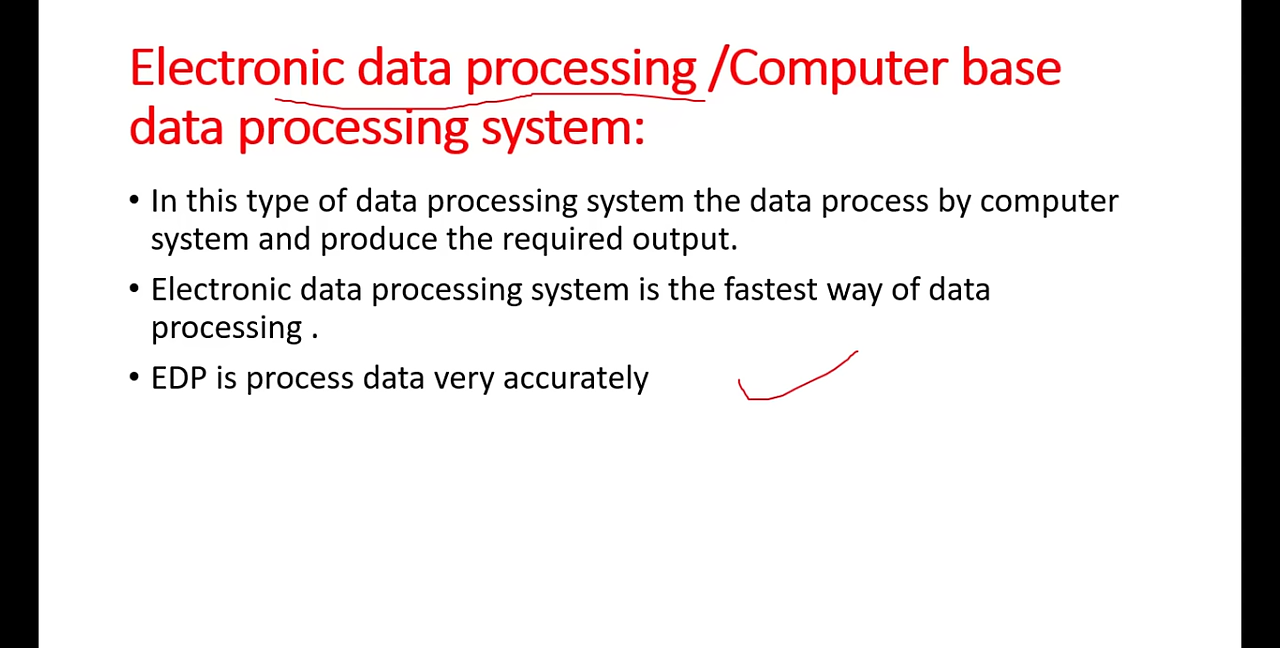 Electronic data processing /Computer base
data processing system:
• In this type of data processing system the data process by computer
system and produce the required output.
• Electronic data processing system is the fastest way of data
processing .
• EDP is process data very accurately